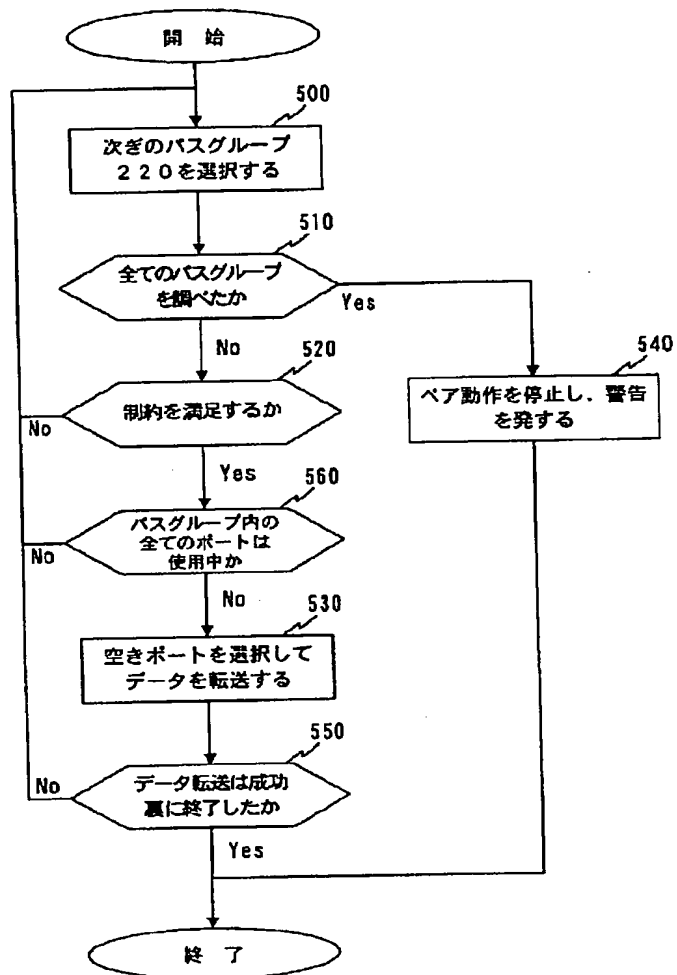 開 始
500
次ぎのパスグループ
220を選択する
510
全てのパスグループ
を調べたか
Yes
No
520
制約を満足するか
No
Yes
540
ペア動作を停止し、警告
を発する
560
パスグループ内の
全てのポートは
使用中か
No
No
530
空きポートを選択して
データを転送する
550
データ転送は成功
裏に終了したか
No
Yes
終 了